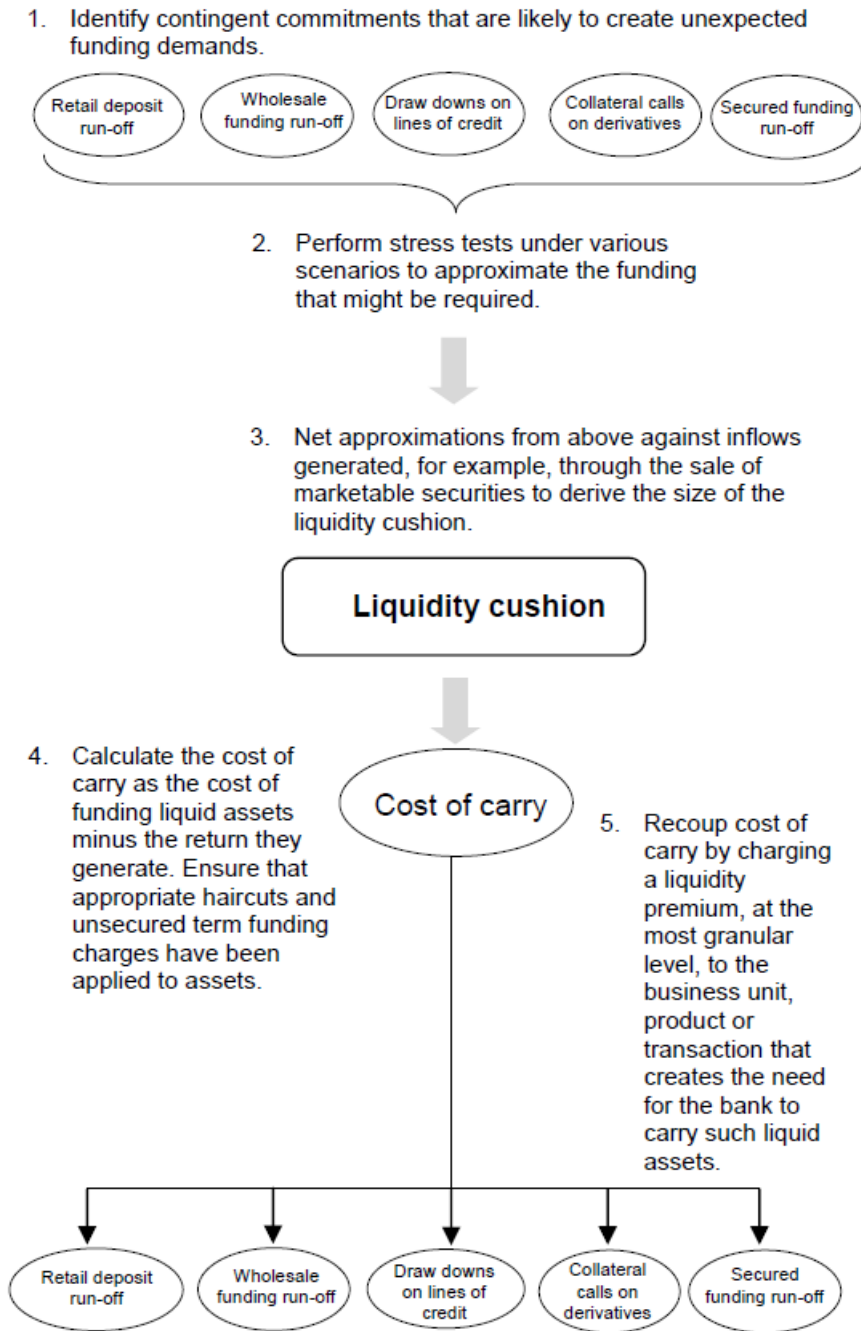 1. Identify contingent commitments that are likely to create unexpected
funding demands.
Retail deposit
run-off
Wholesale
funding run-off
Draw downs on
lines of credit
Collateral calls
on derivatives
Secured funding
run-off
2. Perform stress tests under various
scenarios to approximate the funding
that might be required.
3. Net approximations from above against inflows
generated, for example, through the sale of
marketable securities to derive the size of the
liquidity cushion.
Liquidity cushion
4. Calculate the cost of
carry as the cost of
funding liquid assets
minus the return they
generate. Ensure that
appropriate haircuts and
unsecured term funding
charges have been
applied to assets.
Cost of carry
5. Recoup cost of
carry by charging
a liquidity
premium, at the
most granular
level, to the
business unit,
product or
transaction that
creates the need
for the bank to
carry such liquid
assets.
Retail deposit
run-off
Wholesale
funding run-off
Draw downs
on lines of
credit
Collateral
calls on
derivatives
Secured
funding run-off